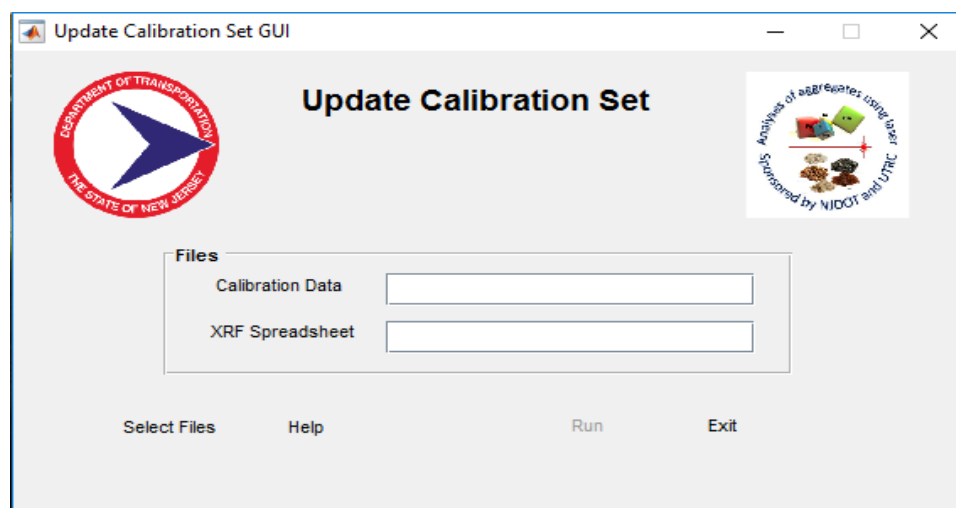 Update Calibration Set GUI
DEPARTMENT OF TRANSPORTATION
THE STATE OF NEW JERSEY
Update Calibration Set
Analyses of aggregates using laser
Sponsored by NJDOT and UTRC
Files
Calibration Data
XRF Spreadsheet
Select Files Help Run Exit